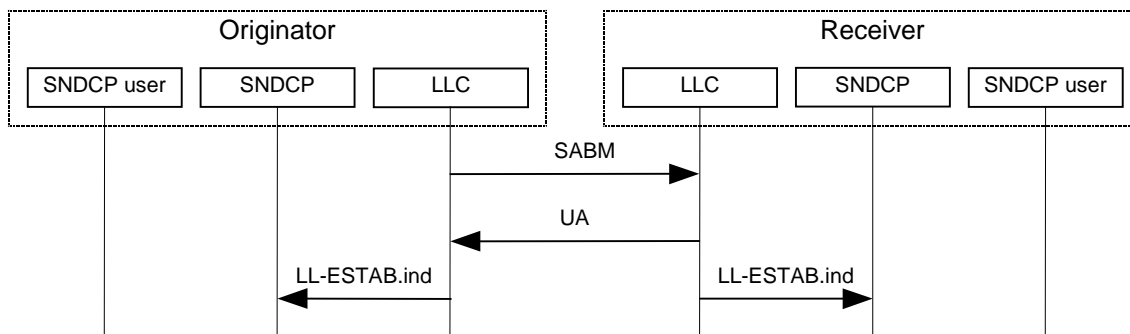 Originator
Receiver
SNDCP user
SNDCP
LLC
LLC
SNDCP
SNDCP user
SABM
UA
LL-ESTAB.ind
LL-ESTAB.ind